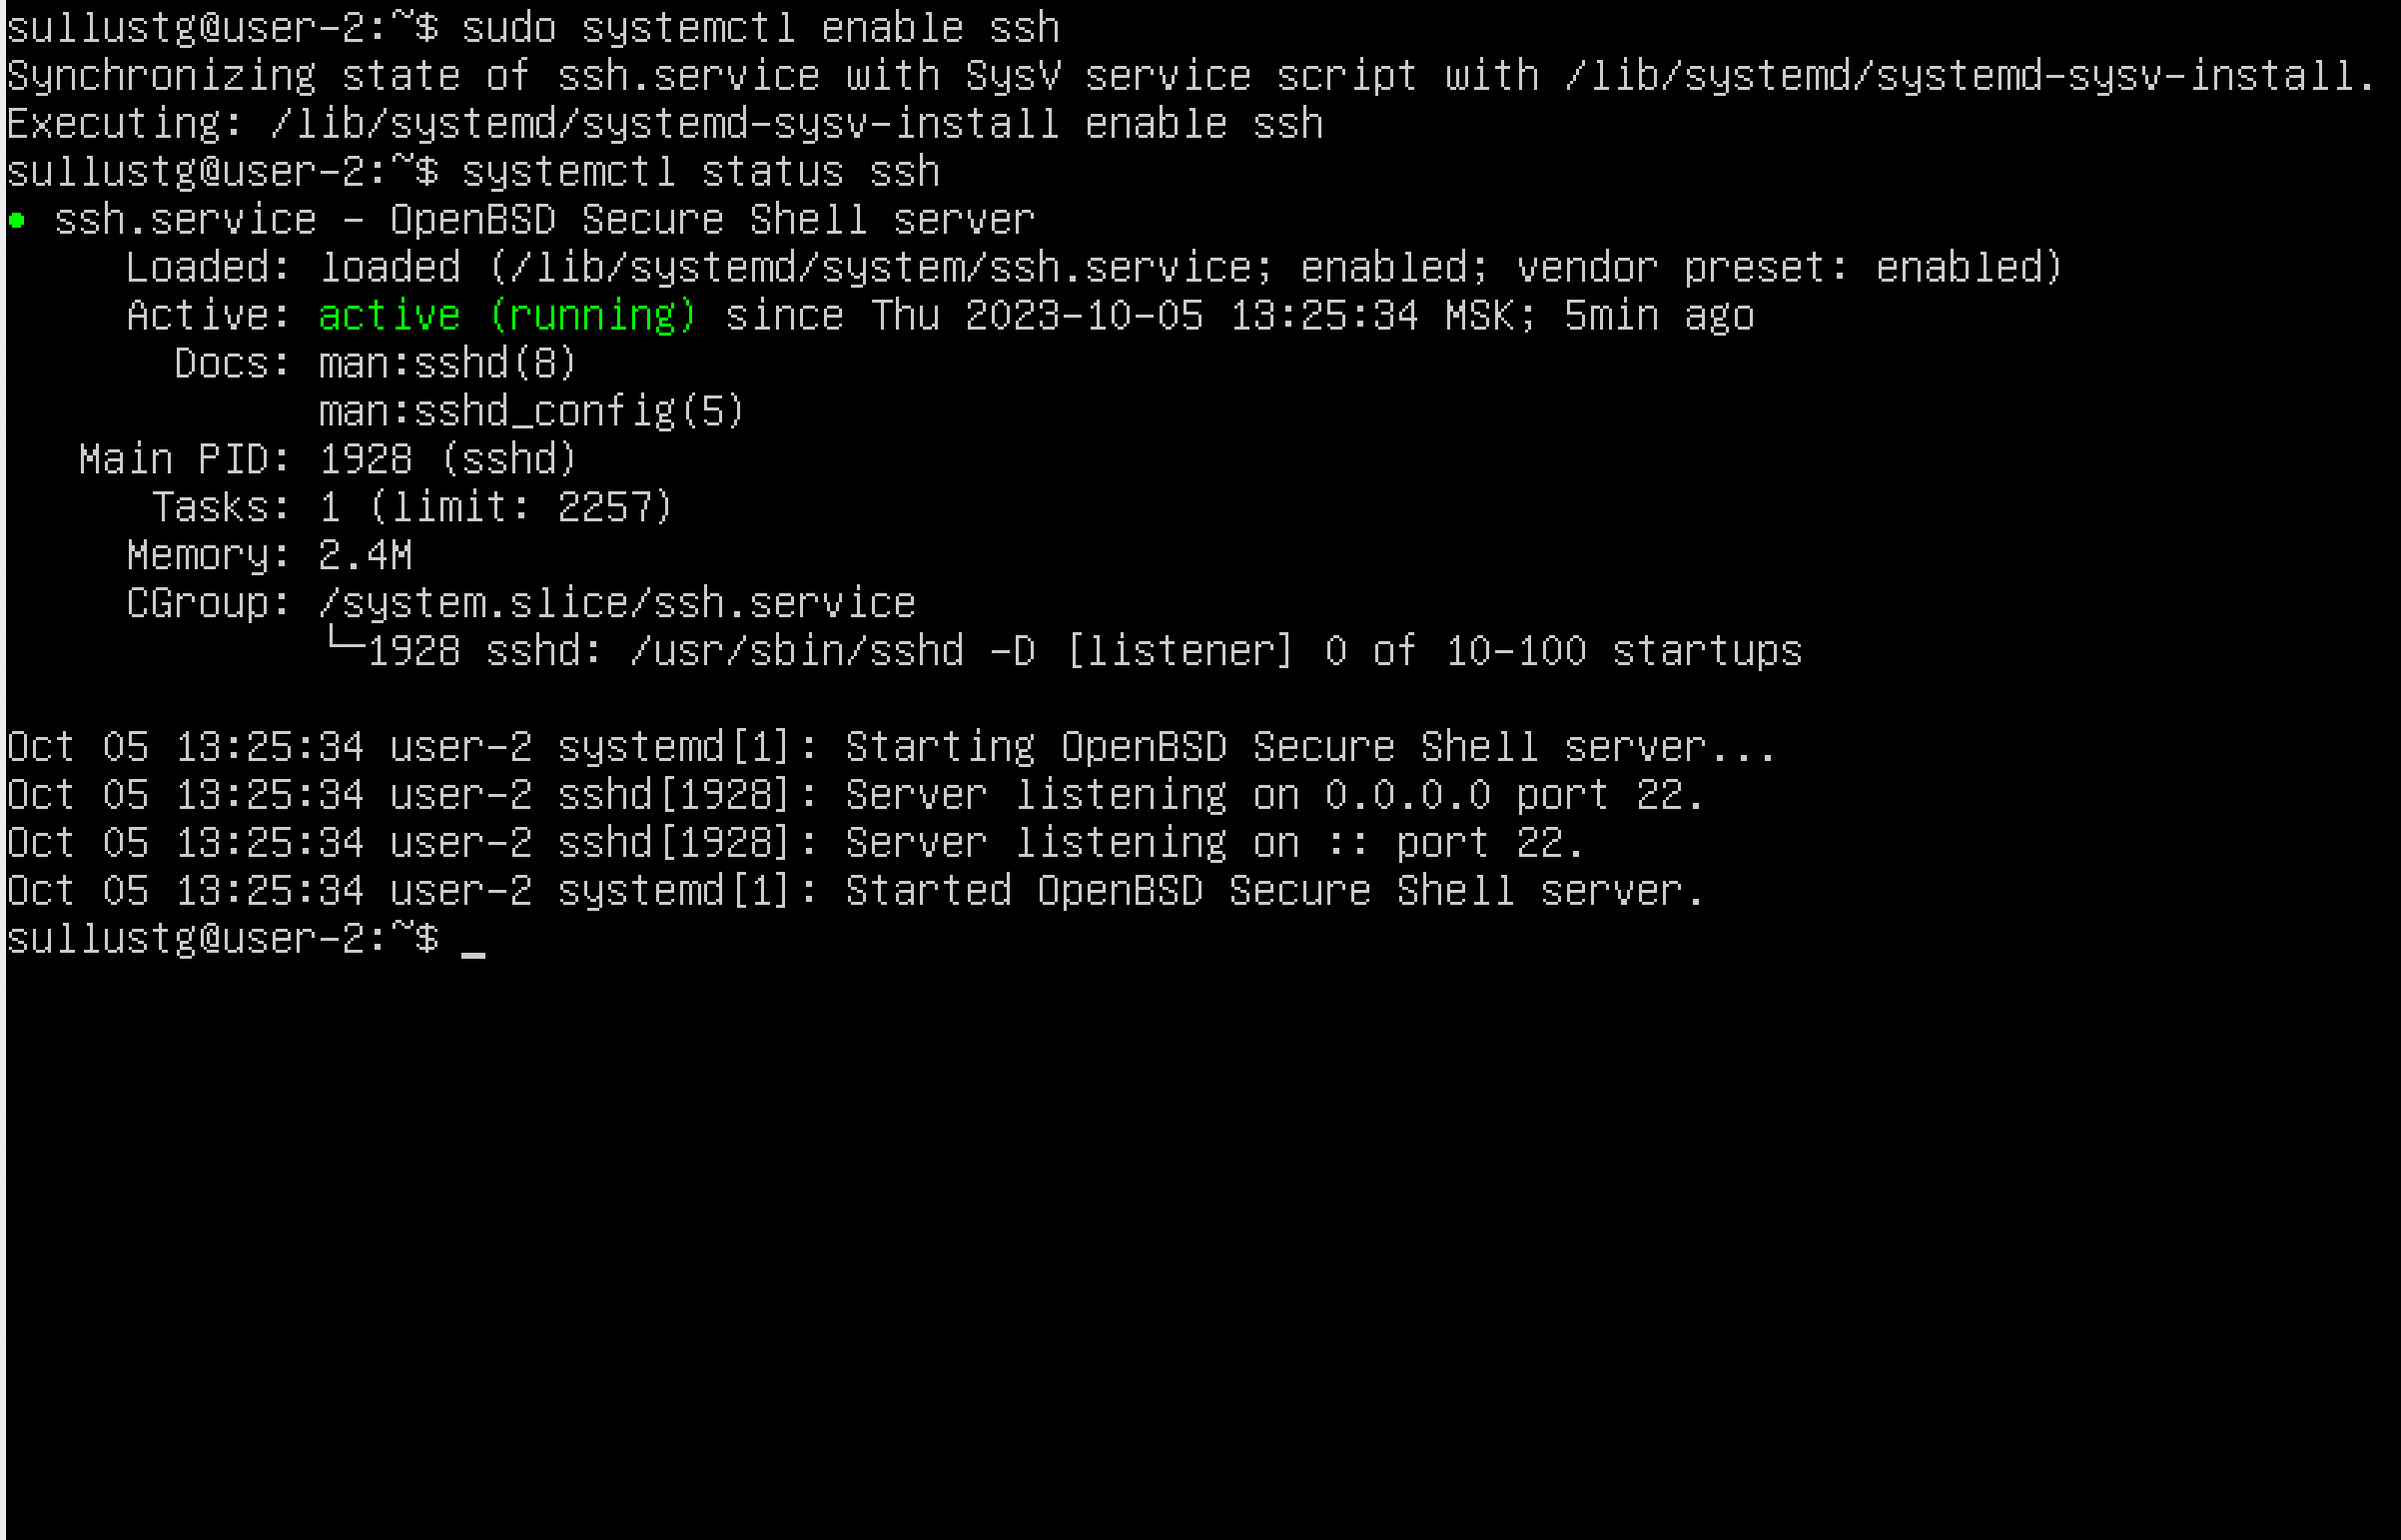 sullustg@user-2:~$ sudo systemctl enable ssh
Synchronizing state of ssh.service with SysV service script with /lib/systemd/systemd-sysv-install.
Executing: /lib/systemd/systemd-sysv-install enable ssh
sullustg@user-2:~$ systemctl status ssh
● ssh.service - OpenBSD Secure Shell server
     Loaded: loaded (/lib/systemd/system/ssh.service; enabled; vendor preset: enabled)
     Active: active (running) since Thu 2023-10-05 13:25:34 MSK; 5min ago
       Docs: man:sshd(8)
             man:sshd_config(5)
   Main PID: 1928 (sshd)
      Tasks: 1 (limit: 2257)
     Memory: 2.4M
     CGroup: /system.slice/ssh.service
             └─1928 sshd: /usr/sbin/sshd -D [listener] 0 of 10-100 startups

Oct 05 13:25:34 user-2 systemd[1]: Starting OpenBSD Secure Shell server...
Oct 05 13:25:34 user-2 sshd[1928]: Server listening on 0.0.0.0 port 22.
Oct 05 13:25:34 user-2 sshd[1928]: Server listening on :: port 22.
Oct 05 13:25:34 user-2 systemd[1]: Started OpenBSD Secure Shell server.
sullustg@user-2:~$ _